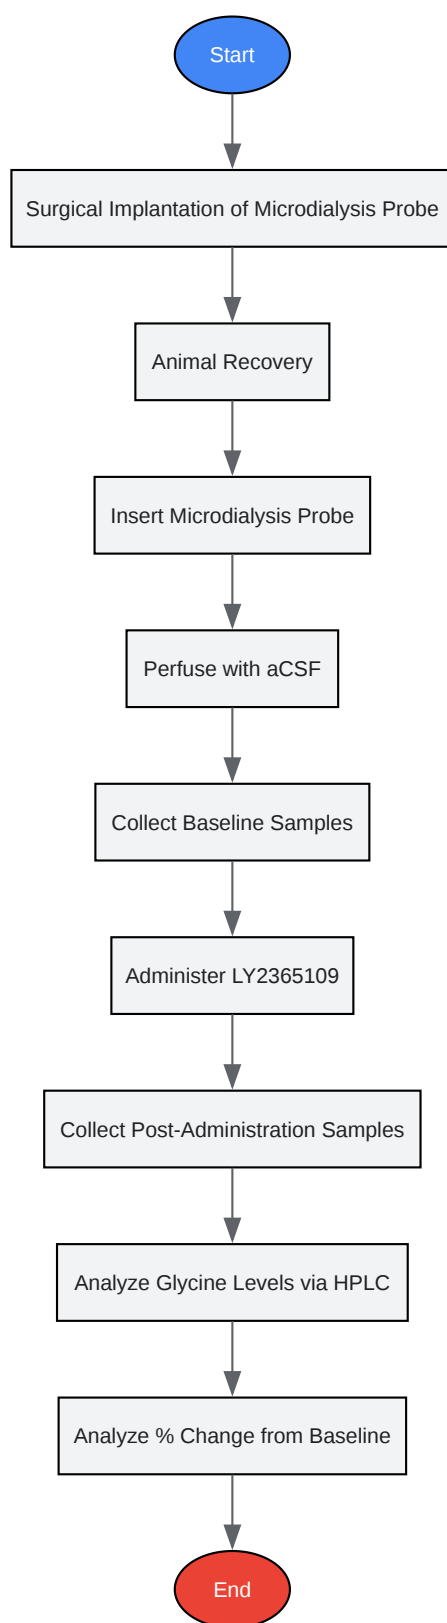 Start
Surgical Implantation of Microdialysis Probe
Animal Recovery
Insert Microdialysis Probe
Perfuse with aCSF
Collect Baseline Samples
Administer LY2365109
Collect Post-Administration Samples
Analyze Glycine Levels via HPLC
Analyze % Change from Baseline
End